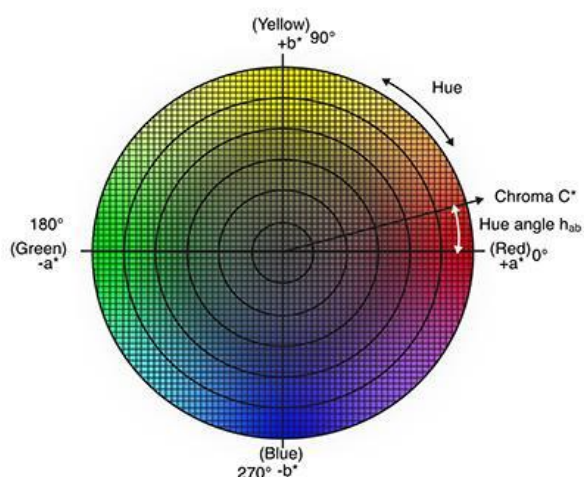 (Yellow)
+b* 90°
Hue
Chroma C*
Hue angle hab
180°
(Green)
-a*
(Red) 0°
+a*
(Blue)
270° -b*